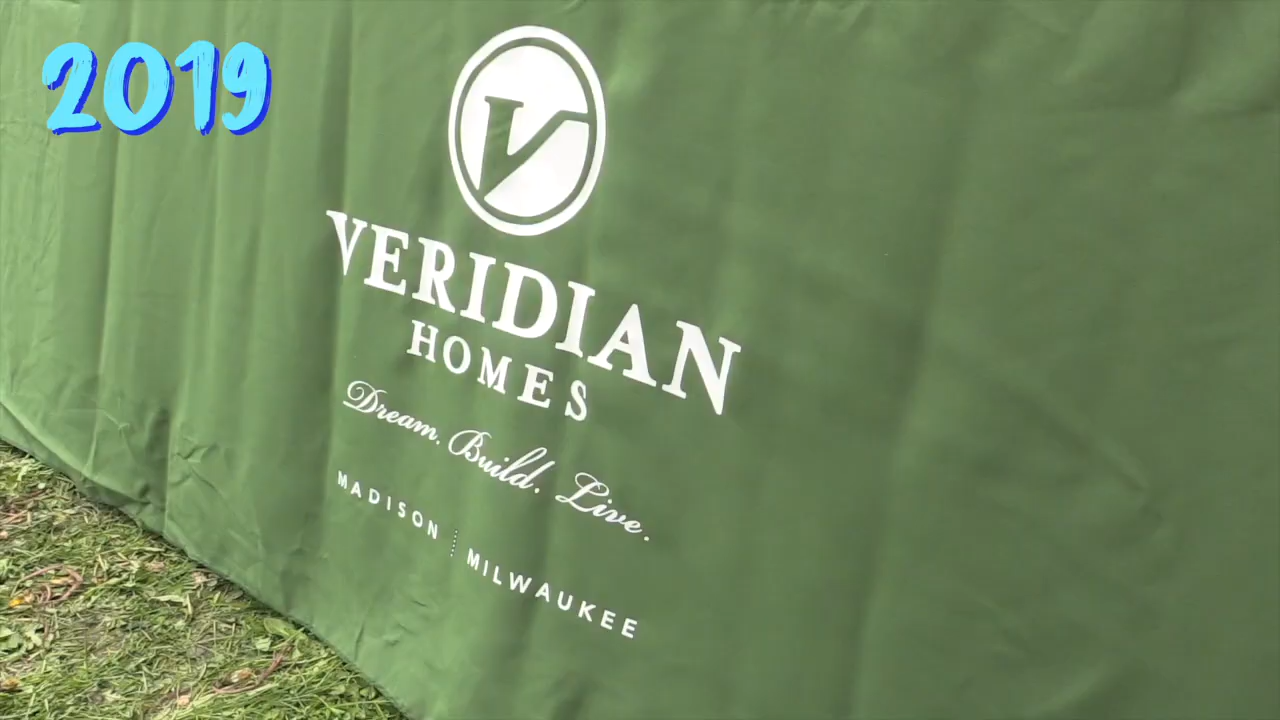 2019
V
VERIDIAN
HOMES
Dream. Build. Live.
MADISON MILWAUKEE